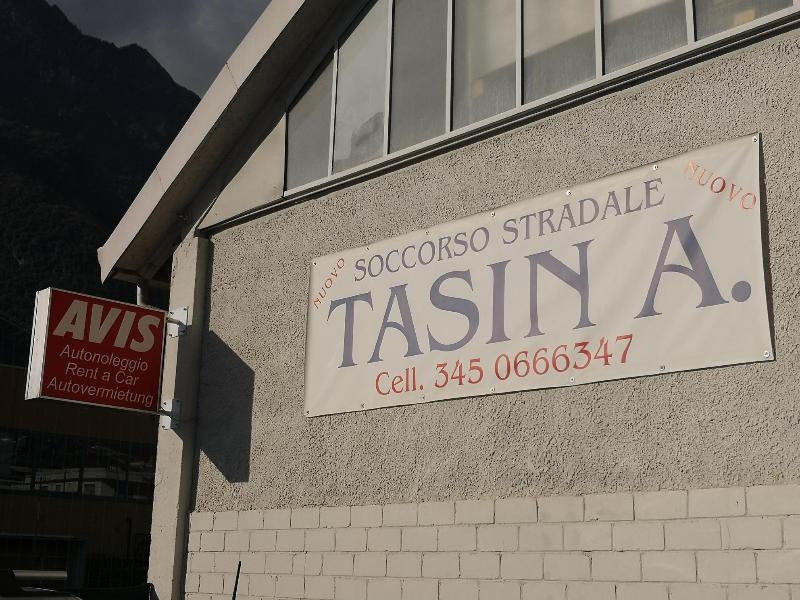 AVIS
Autonoleggio
Rent a Car
Autovermietung
NUOVO
SOCCORSO STRADALE
NUOVO
TASIN A.
Cell. 345 0666347